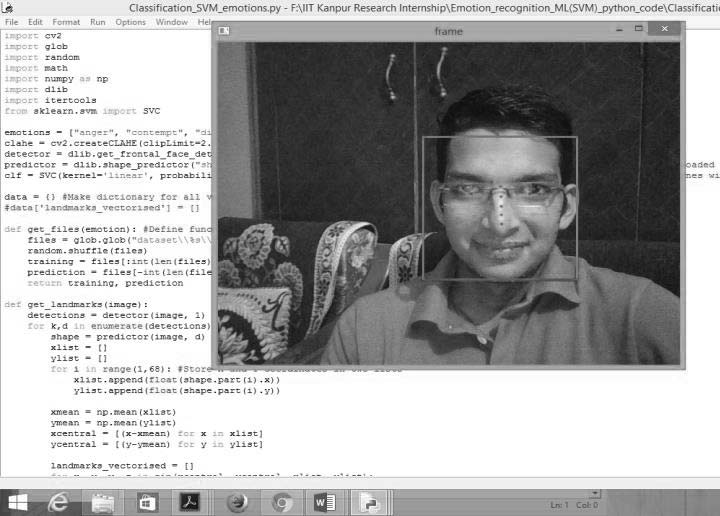 Classification_SVM_emotions.py - F:\IIT Kanpur Research Internship\Emotion_recognition_ML(SVM)_python_code\Classificatic
File Edit Format Run Options Window Hel
frame
import cv2
import glob
import random
import math
import numpy as np
import dlib
import itertools
from sklearn.svm import SVC
emotions = ["anger", "contempt", "di
clahe = cv2.createCLAHE(clipLimit=2.
detector = dlib.get_frontal_face_det
predictor = dlib.shape_predictor("sh oaded
clf = SVC(kernel='linear', probabili nes wi
data = {} #Make dictionary for all v
#data['landmarks_vectorised'] = []
def get_files(emotion): #Define func
files = glob.glob("dataset\\%s\\
random.shuffle(files)
training = files[:int(len(files)
prediction = files[-int(len(file
return training, prediction
def get_landmarks(image):
detections = detector(image, 1)
for k,d in enumerate(detections)
shape = predictor(image, d)
xlist = []
ylist = []
for i in range(1,68): #Store X and Y coordinates in two lists
xlist.append(float(shape.part(i).x))
ylist.append(float(shape.part(i).y))
xmean = np.mean(xlist)
ymean = np.mean(ylist)
xcentral = [(x-xmean) for x in xlist]
ycentral = [(y-ymean) for y in ylist]
landmarks_vectorised = []
Ln: 1 Col: 0